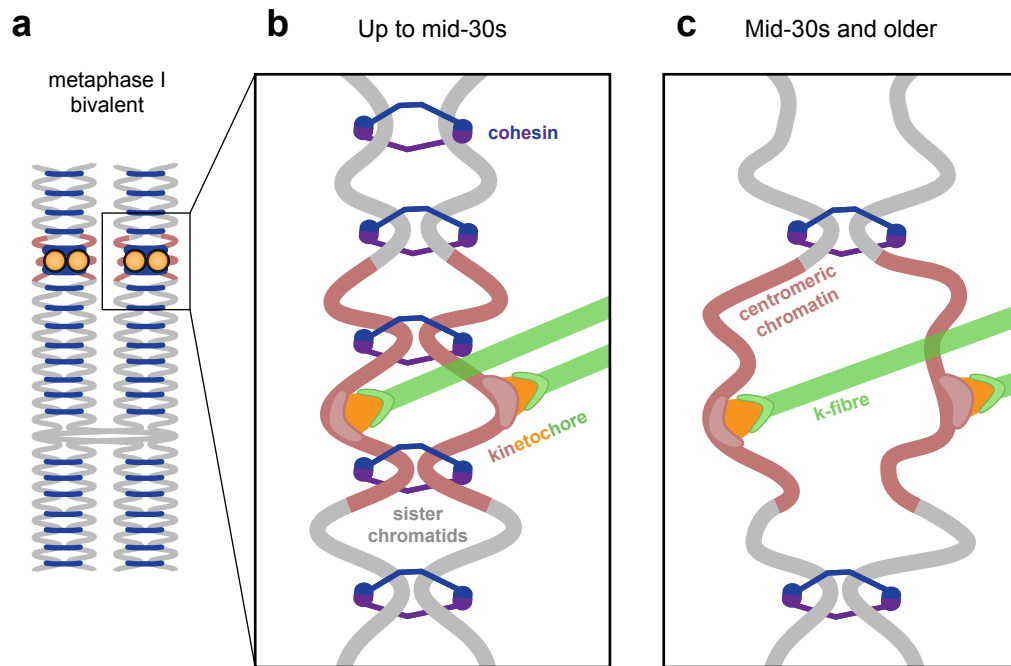 a
metaphase I
bivalent
b
Up to mid-30s
cohesin
kinetochore
sister
chromatids
c
Mid-30s and older
centromeric
chromatin
k-fibre